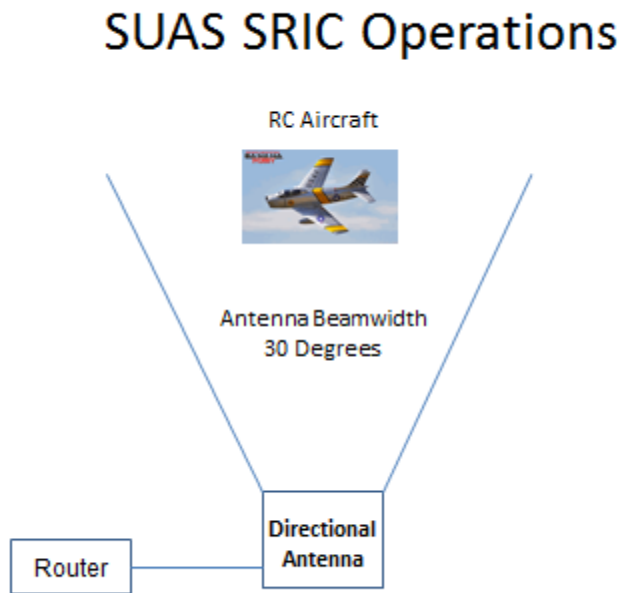 SUAS SRIC Operations
RC Aircraft
Antenna Beamwidth
30 Degrees
Directional
Antenna
Router